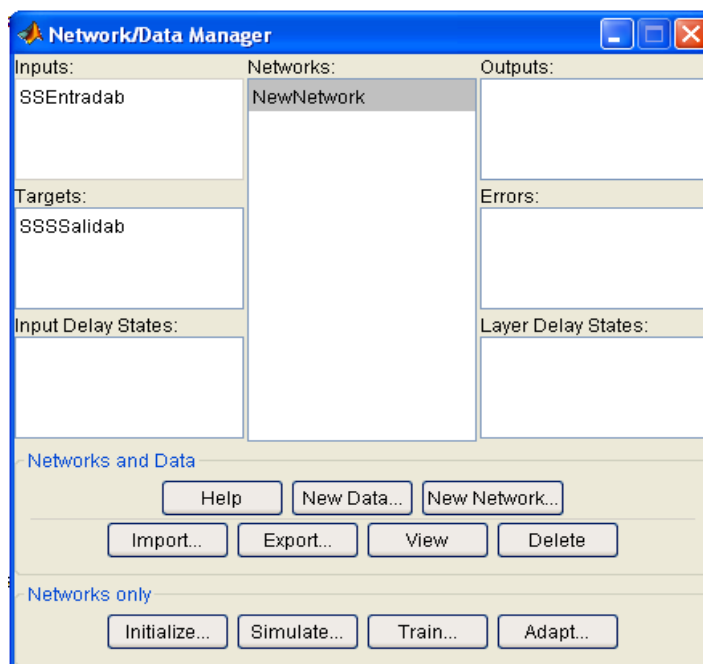 Network/Data Manager
Inputs: Networks: Outputs:
SSEntradab NewNetwork
Targets: Errors:
SSSSalidab
Input Delay States: Layer Delay States:
Networks and Data
Help New Data... New Network...
Import... Export... View Delete
Networks only
Initialize... Simulate... Train... Adapt...